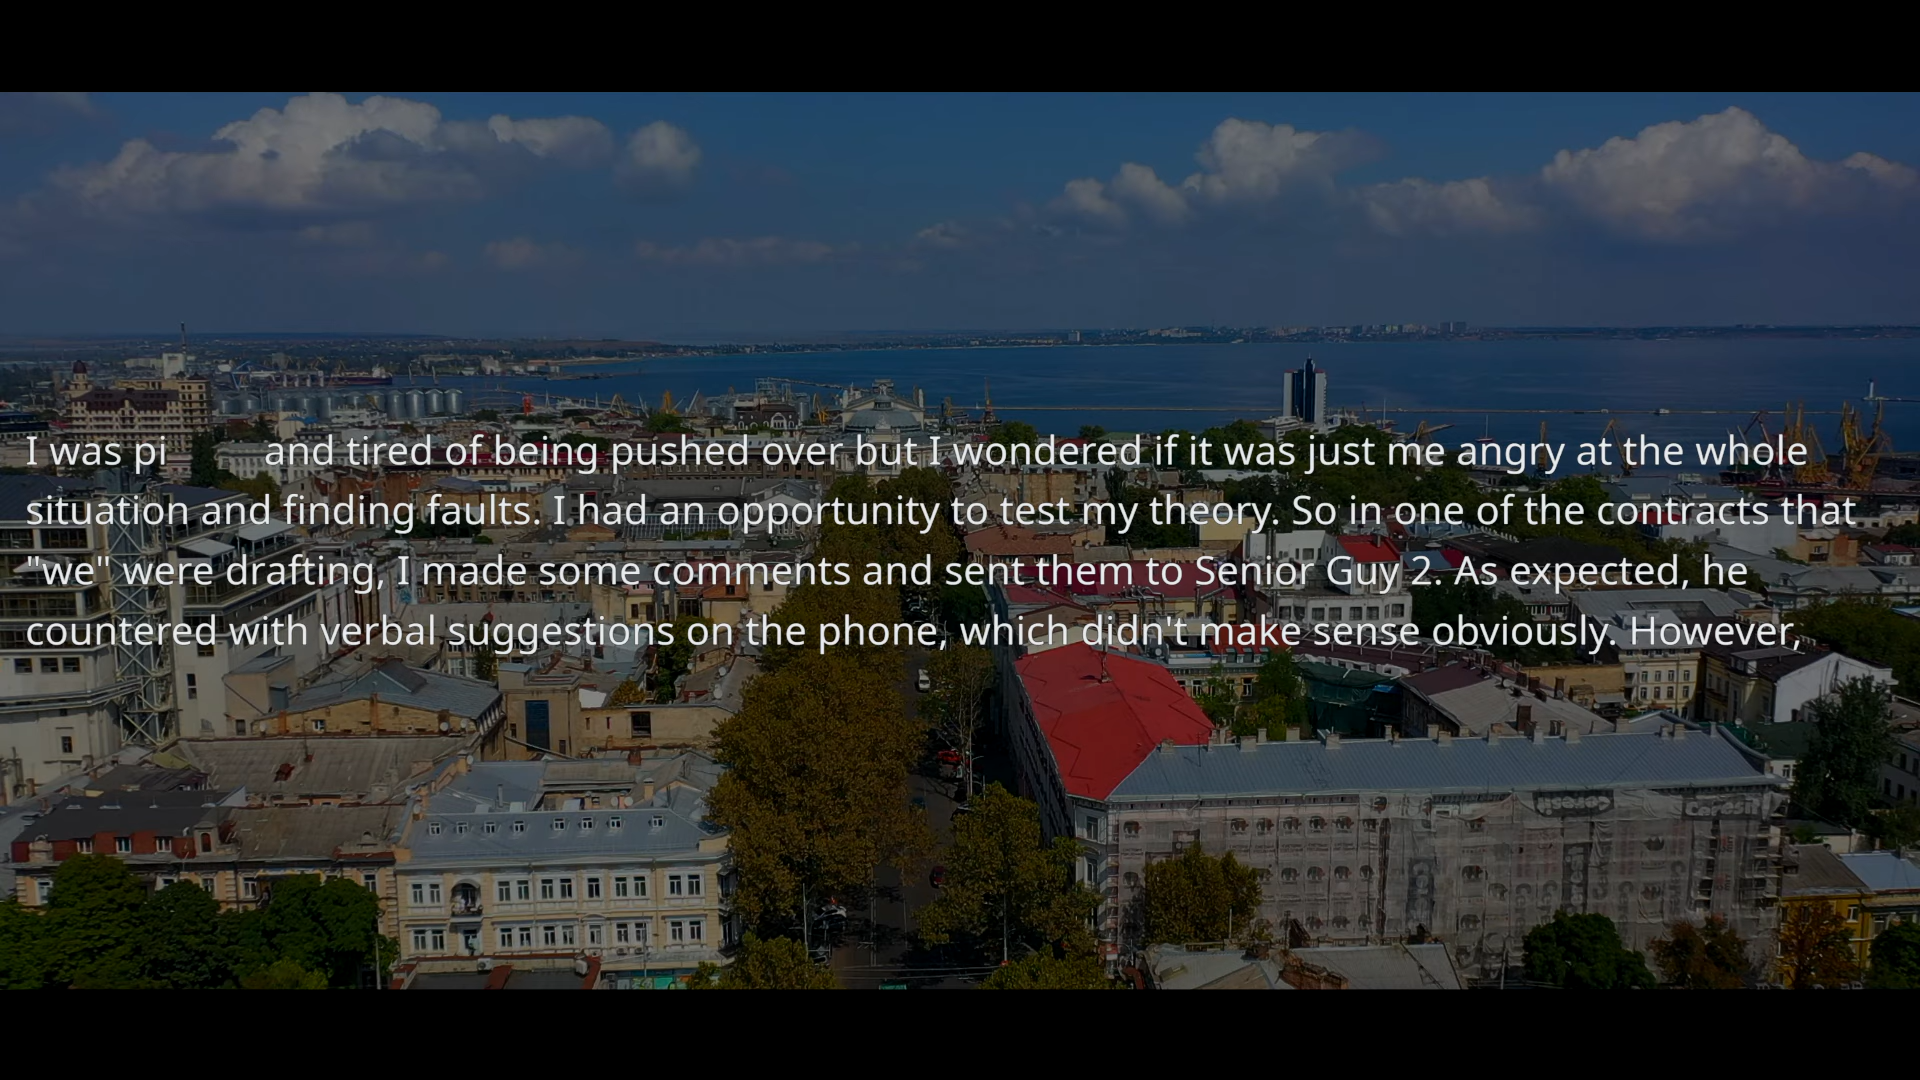 I was pi and tired of being pushed over but I wondered if it was just me angry at the whole
situation and finding faults. I had an opportunity to test my theory. So in one of the contracts that
"we" were drafting, I made some comments and sent them to Senior Guy 2. As expected, he
countered with verbal suggestions on the phone, which didn't make sense obviously. However,